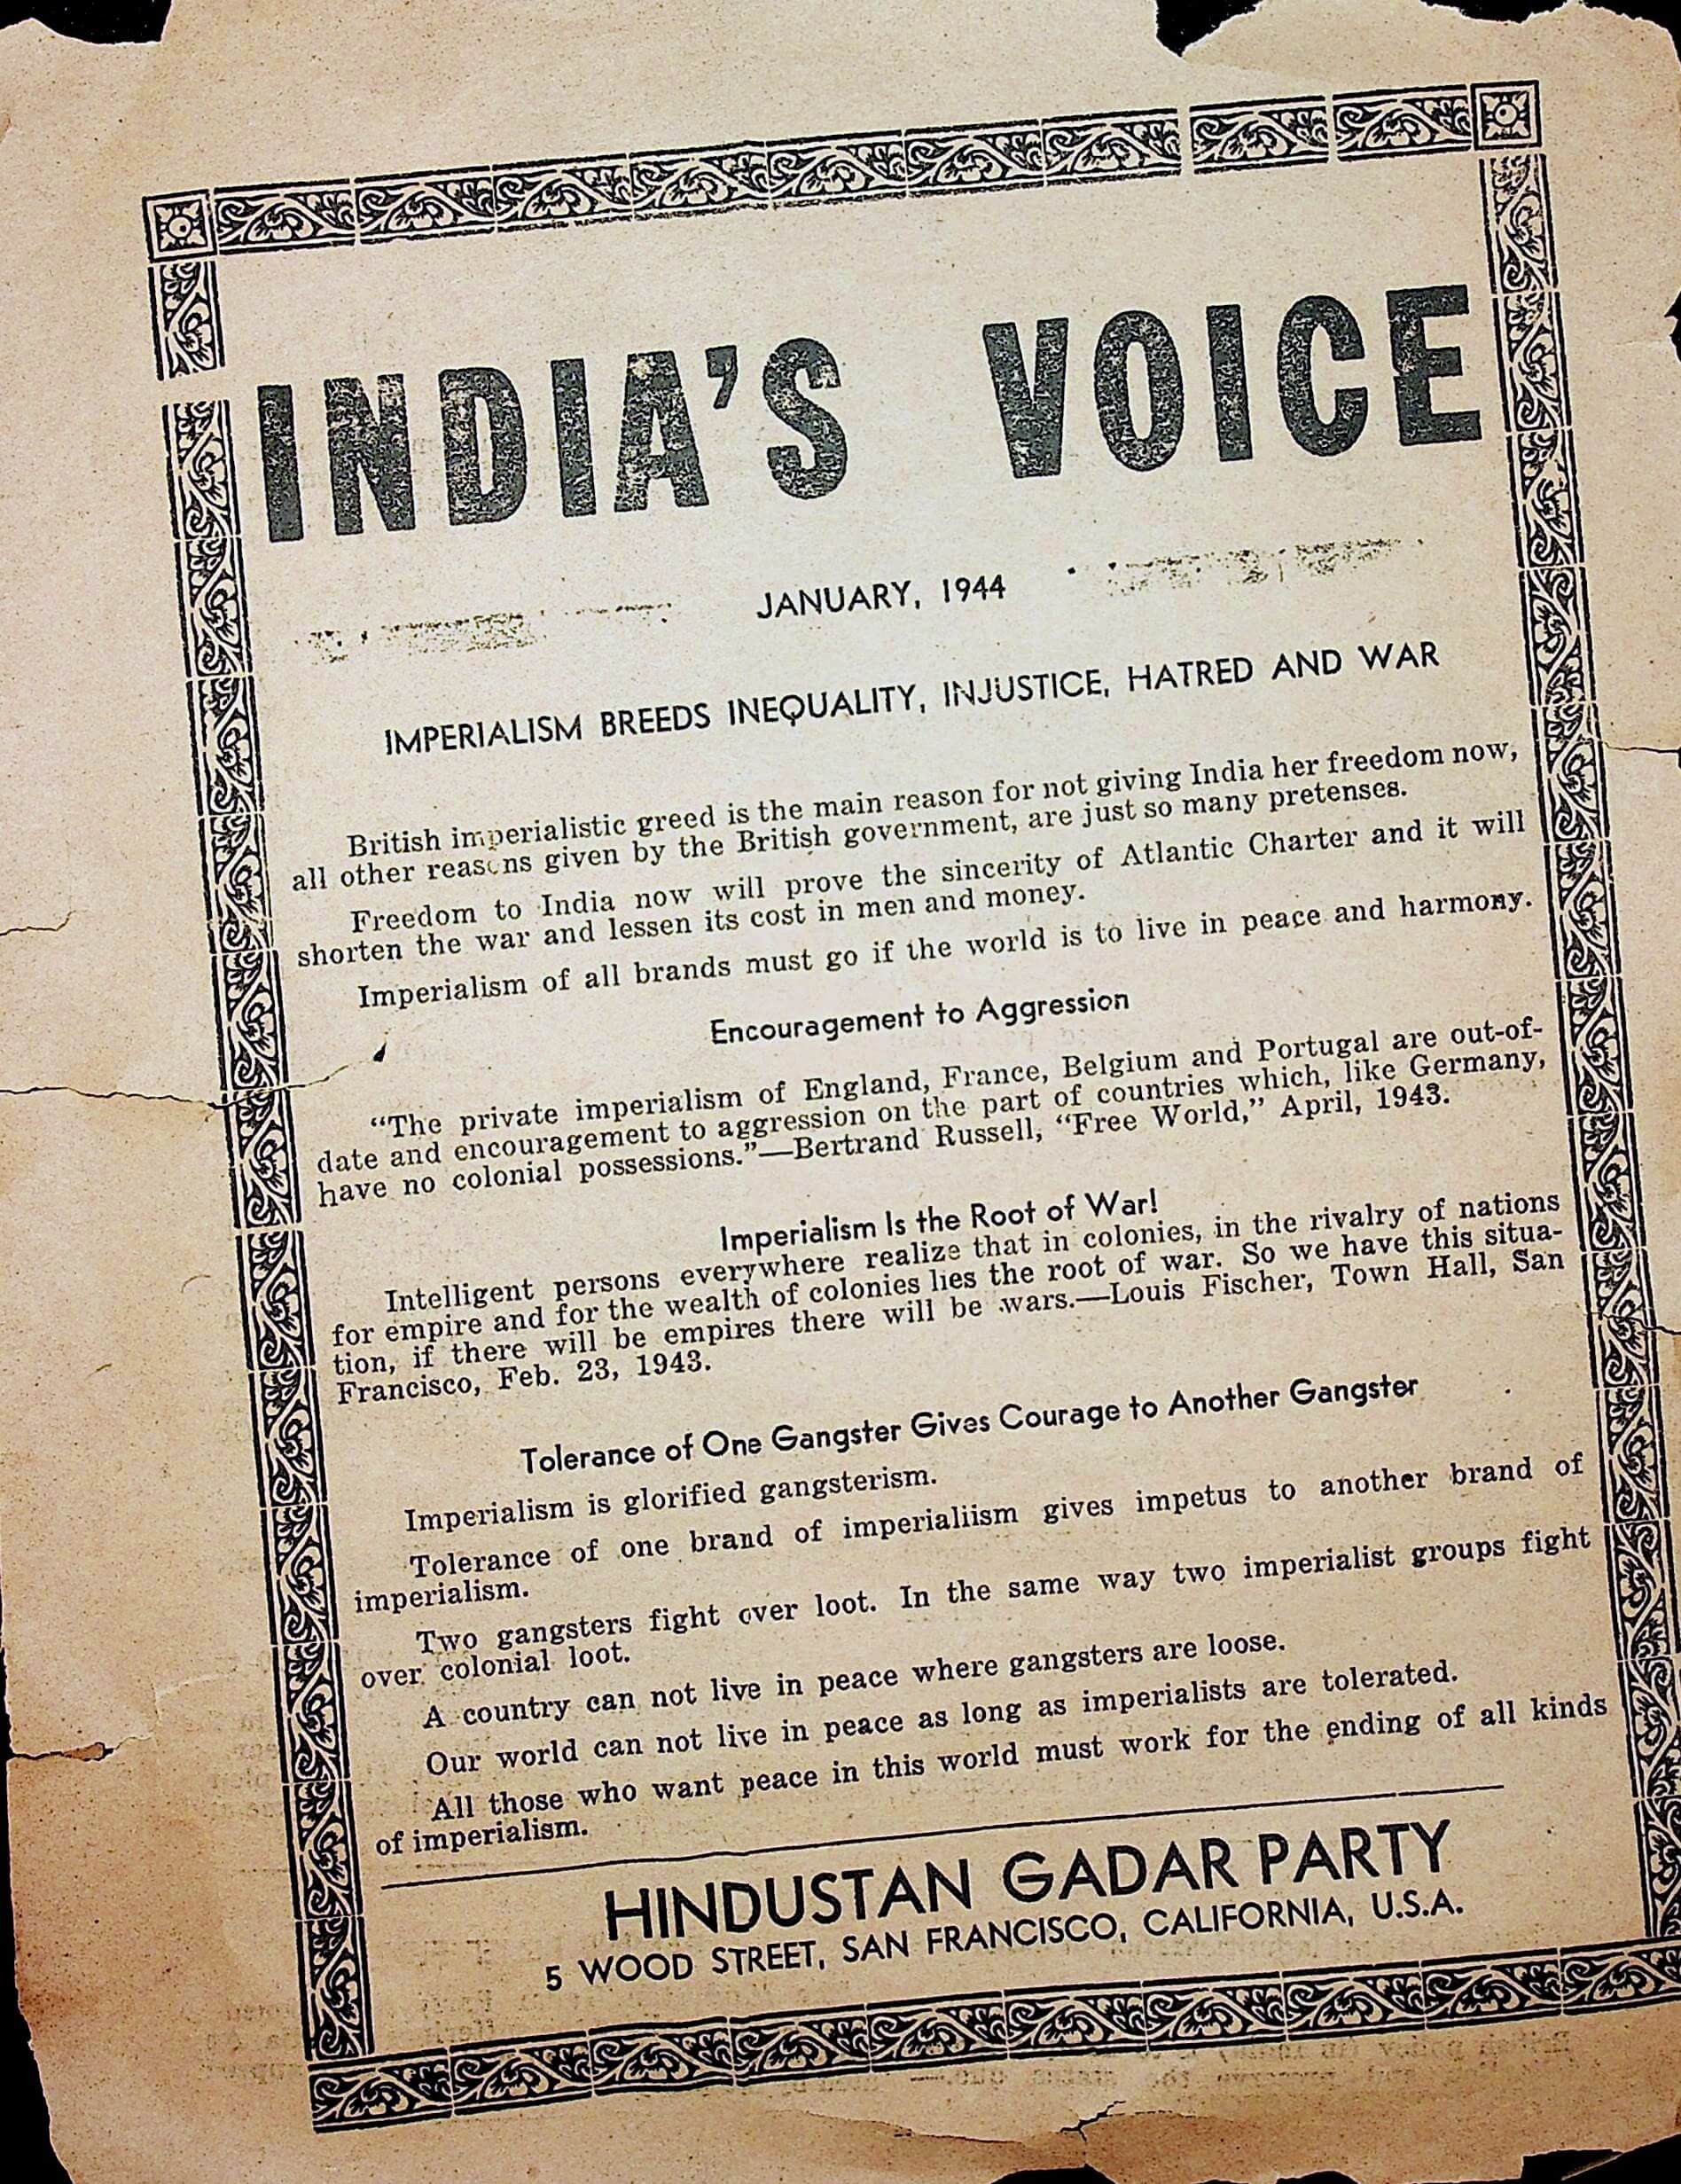 INDIA'S VOICE
JANUARY, 1944
IMPERIALISM BREEDS INEQUALITY, INJUSTICE, HATRED AND WAR
British imperialistic greed is the main reason for not giving India her freedom now,
all other reasons given by the British government, are just so many pretenses.
Freedom to India now will prove the sincerity of Atlantic Charter and it will
shorten the war and lessen its cost in men and money.
Imperialism of all brands must go if the world is to live in peace and harmony.
Encouragement to Aggression
“The private imperialism of England, France, Belgium and Portugal are out-of-
date and encouragement to aggression on the part of countries which, like Germany,
have no colonial possessions.”—Bertrand Russell, “Free World,” April, 1943.
Imperialism Is the Root of War!
Intelligent persons everywhere realize that in colonies, in the rivalry of nations
for empire and for the wealth of colonies lies the root of war. So we have this situa-
tion, if there will be empires there will be wars.—Louis Fischer, Town Hall, San
Francisco, Feb. 23, 1943.
Tolerance of One Gangster Gives Courage to Another Gangster
Imperialism is glorified gangsterism.
Tolerance of one brand of imperialiism gives impetus to another brand of
imperialism.
Two gangsters fight over loot. In the same way two imperialist groups fight
over colonial loot.
A country can not live in peace where gangsters are loose.
Our world can not live in peace as long as imperialists are tolerated.
All those who want peace in this world must work for the ending of all kinds
of imperialism.
HINDUSTAN GADAR PARTY
5 WOOD STREET, SAN FRANCISCO, CALIFORNIA, U.S.A.